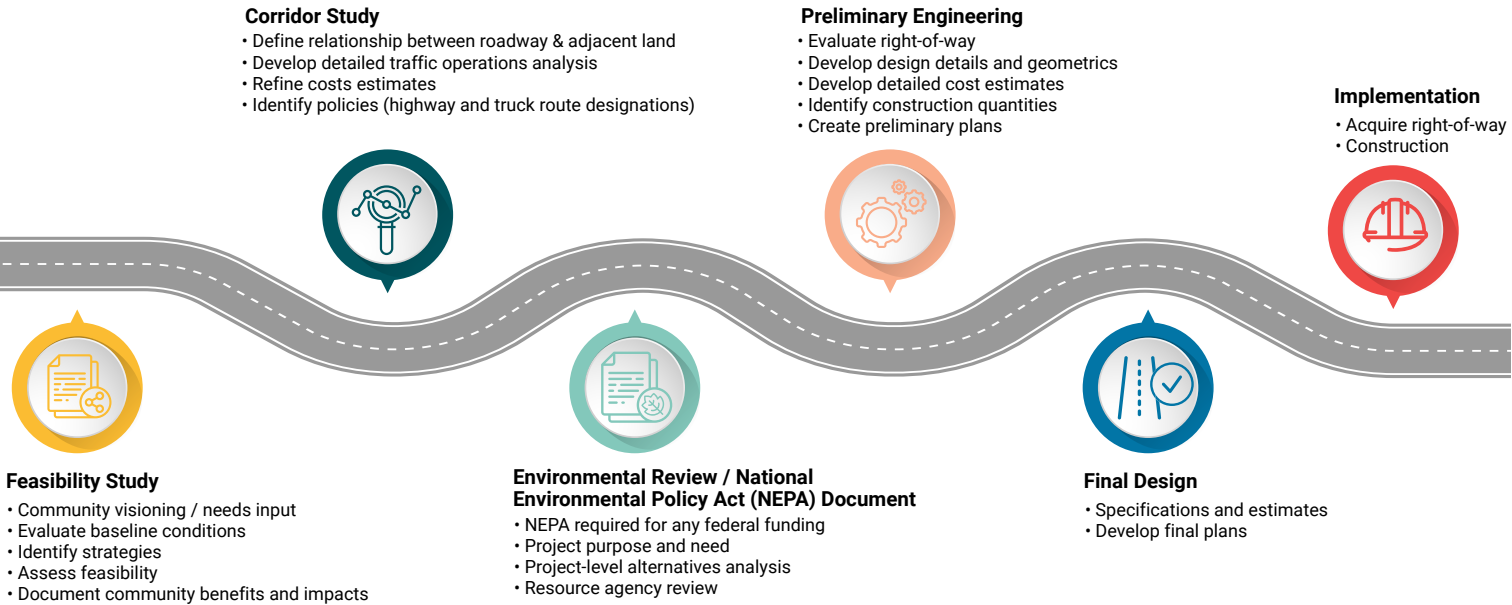 Corridor Study
• Define relationship between roadway & adjacent land
• Develop detailed traffic operations analysis
• Refine costs estimates
• Identify policies (highway and truck route designations)
Preliminary Engineering
• Evaluate right-of-way
• Develop design details and geometrics
• Develop detailed cost estimates
• Identify construction quantities
• Create preliminary plans
Implementation
• Acquire right-of-way
• Construction
Feasibility Study
• Community visioning / needs input
• Evaluate baseline conditions
• Identify strategies
• Assess feasibility
• Document community benefits and impacts
Environmental Review / National
Environmental Policy Act (NEPA) Document
• NEPA required for any federal funding
• Project purpose and need
• Project-level alternatives analysis
• Resource agency review
Final Design
• Specifications and estimates
• Develop final plans